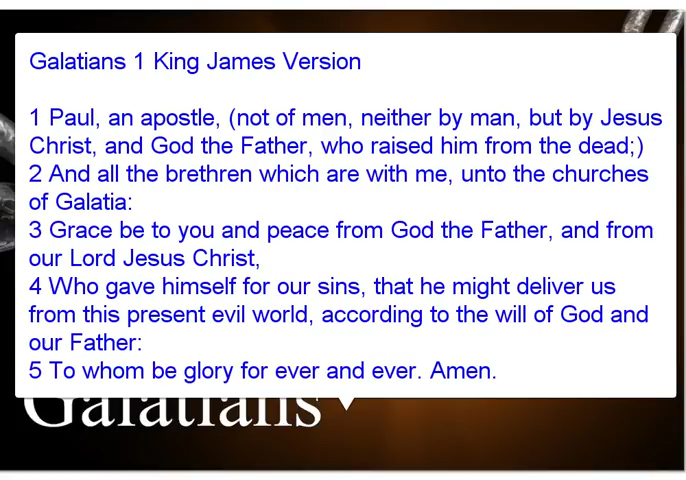 Galatians 1 King James Version
1 Paul, an apostle, (not of men, neither by man, but by Jesus
Christ, and God the Father, who raised him from the dead;)
2 And all the brethren which are with me, unto the churches
of Galatia:
3 Grace be to you and peace from God the Father, and from
our Lord Jesus Christ,
4 Who gave himself for our sins, that he might deliver us
from this present evil world, according to the will of God and
our Father:
5 To whom be glory for ever and ever. Amen.
Galatians